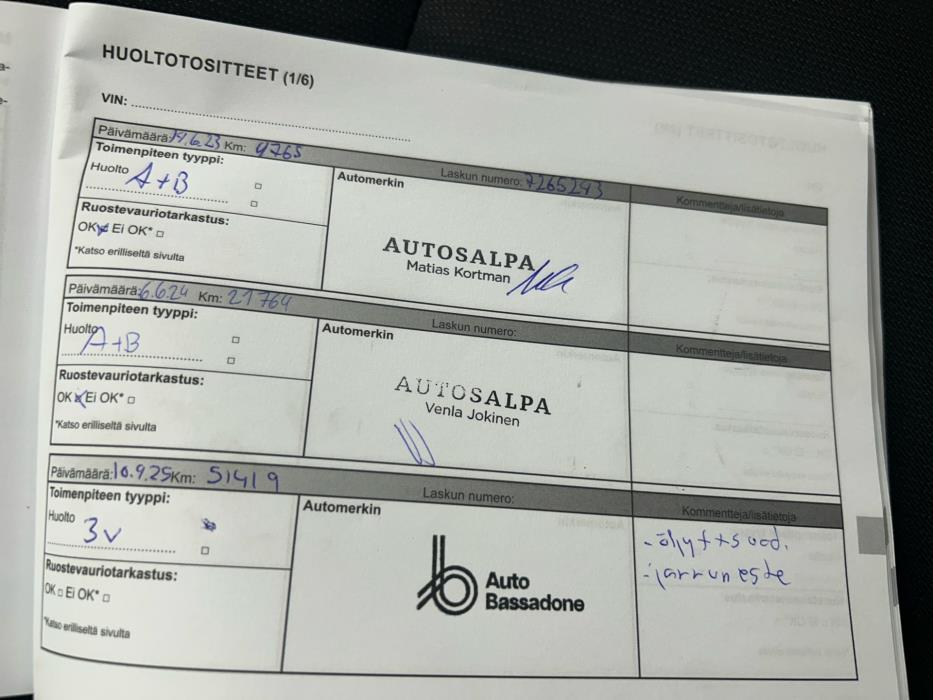 HUOLTOTOSITTEET (1/6)
VIN:
Päivämäärä: 19.6.23 Km: 9765
Laskun numero: 7265293
Kommentteja/lisätietoja
Toimenpiteen tyyppi:
Huolto A+B
Ruostevauriotarkastus:
OK Ei OK*
*Katso erilliseltä sivulta
Automerkin
AUTOSALPA
Matias Kortman
Päivämäärä: 6.6.24 Km: 21764
Laskun numero:
Kommentteja/lisätietoja
Toimenpiteen tyyppi:
Huolto A+B
Ruostevauriotarkastus:
OK Ei OK*
*Katso erilliseltä sivulta
Automerkin
AUTOSALPA
Venla Jokinen
Päivämäärä: 10.9.25 Km: 51419
Laskun numero:
Kommentteja/lisätietoja
Toimenpiteen tyyppi:
Huolto 3v
Ruostevauriotarkastus:
OK Ei OK*
*Katso erilliseltä sivulta
Automerkin
Auto
Bassadone
- öljyt+suod.
- jarruneste